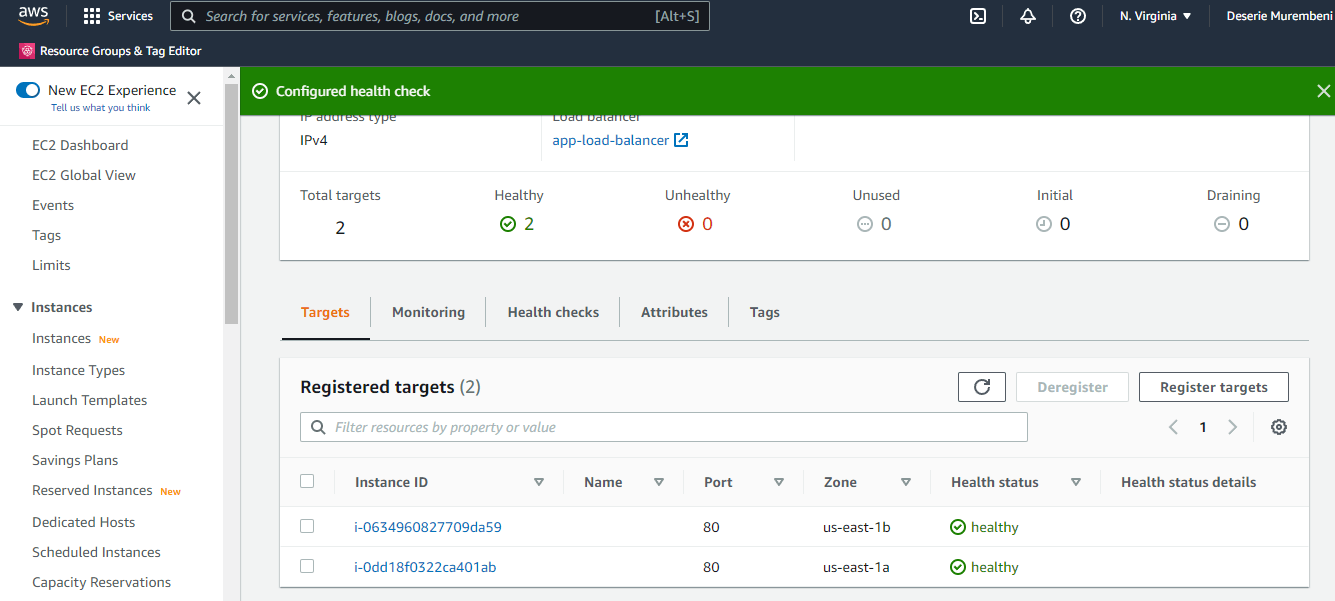 aws
Services
Search for services, features, blogs, docs, and more
[Alt+S]
N. Virginia
Deserie Murembeni
Resource Groups & Tag Editor
New EC2 Experience
Tell us what you think
EC2 Dashboard
EC2 Global View
Events
Tags
Limits
Instances
Instances New
Instance Types
Launch Templates
Spot Requests
Savings Plans
Reserved Instances New
Dedicated Hosts
Scheduled Instances
Capacity Reservations
Configured health check
IP address type
Load balancer
IPv4
app-load-balancer
Total targets
Healthy
Unhealthy
Unused
Initial
Draining
2
2
0
0
0
0
Targets
Monitoring
Health checks
Attributes
Tags
Registered targets (2)
Deregister
Register targets
Filter resources by property or value
1
Instance ID
Name
Port
Zone
Health status
Health status details
i-0634960827709da59
80
us-east-1b
healthy
i-0dd18f0322ca401ab
80
us-east-1a
healthy